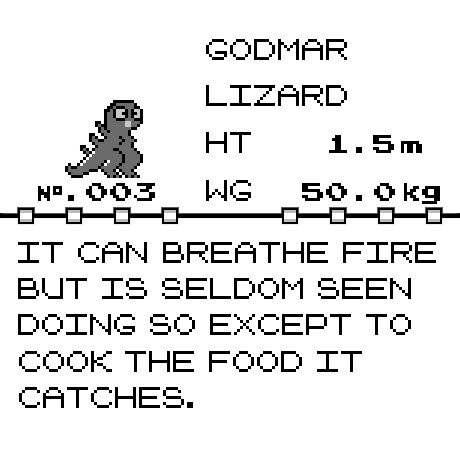 GODMAR
LIZARD
HT 1.5m
Nº.003 WG 50.0kg
IT CAN BREATHE FIRE
BUT IS SELDOM SEEN
DOING SO EXCEPT TO
COOK THE FOOD IT
CATCHES.